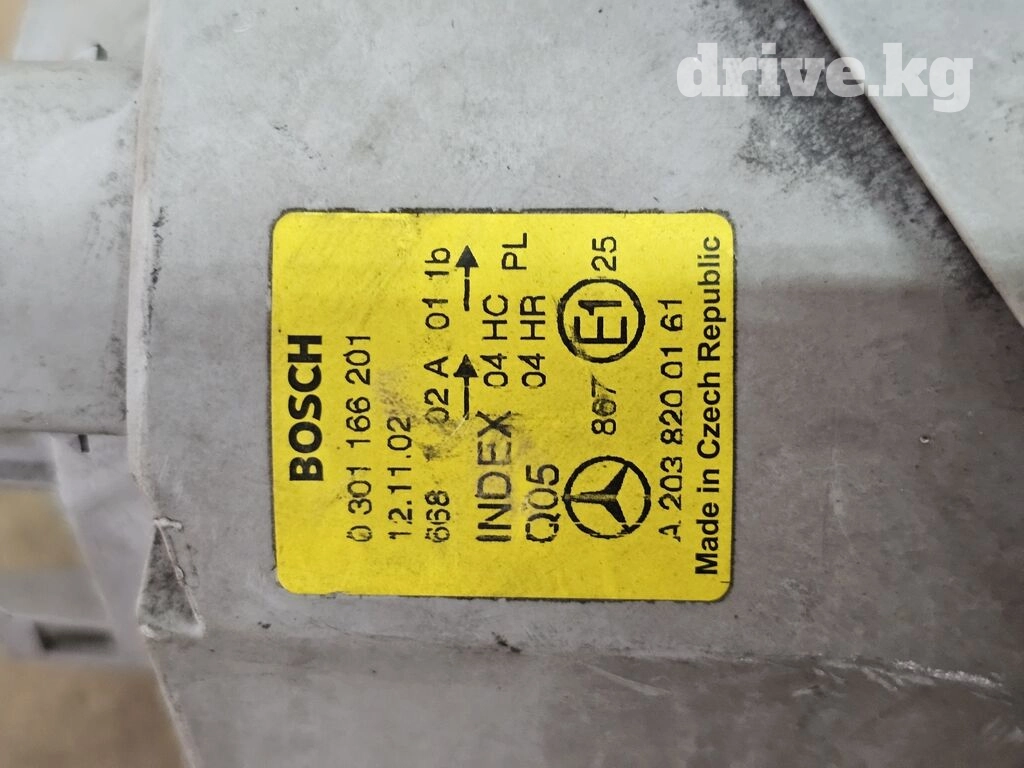 drive.kg
BOSCH
0 301 166 201
12.11.02
668 02 A 01 1b
INDEX 04 HC
Q05 04 HR PL
867 E1 25
A 203 820 01 61
Made in Czech Republic